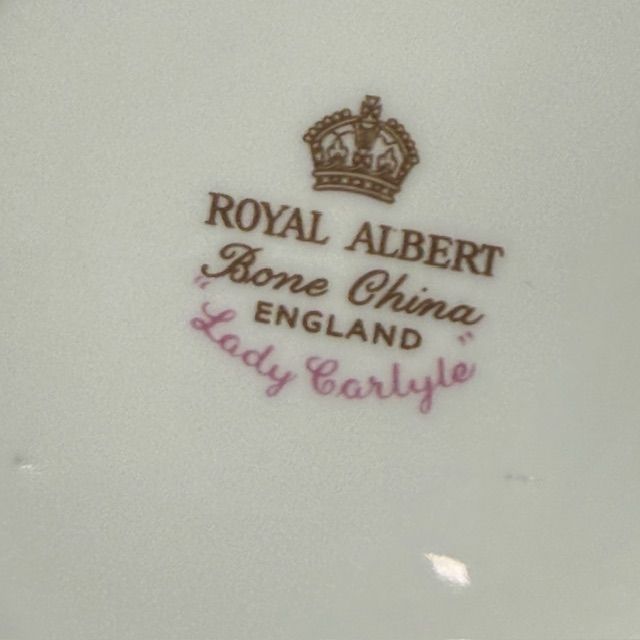 ROYAL ALBERT
Bone China
ENGLAND
"Lady Carlyle"